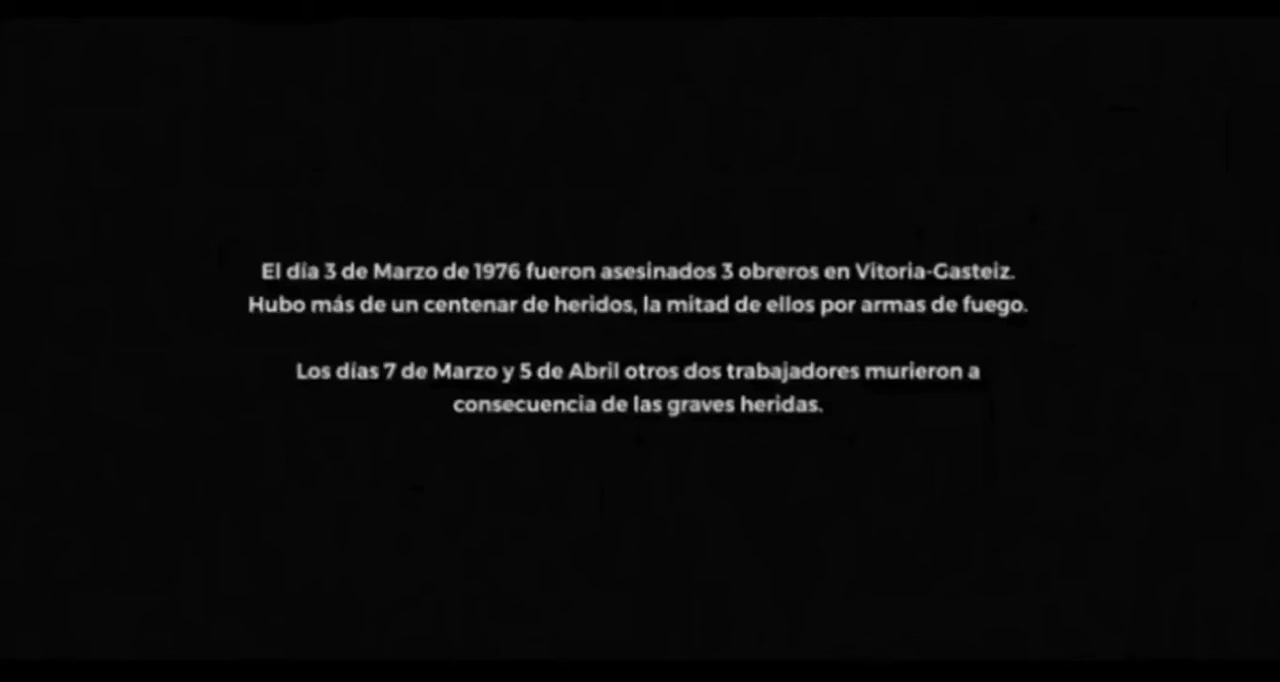 El día 3 de Marzo de 1976 fueron asesinados 3 obreros en Vitoria-Gasteiz.
Hubo más de un centenar de heridos, la mitad de ellos por armas de fuego.
Los días 7 de Marzo y 5 de Abril otros dos trabajadores murieron a
consecuencia de las graves heridas.